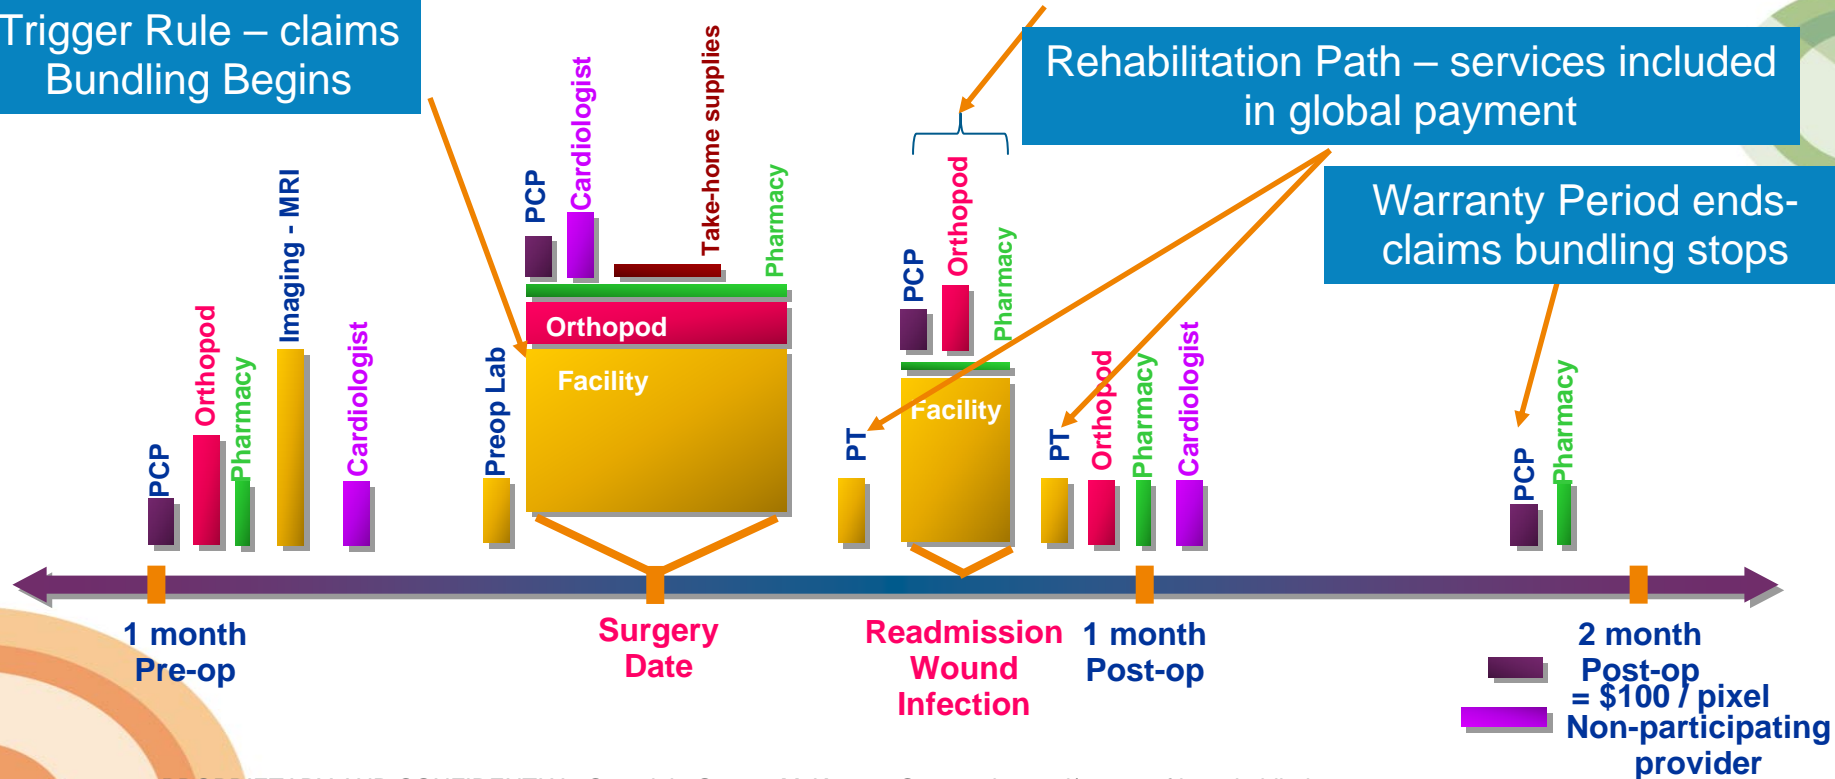 Trigger Rule – claims
Bundling Begins
Rehabilitation Path – services included
in global payment
Warranty Period ends-
claims bundling stops
PCP
Orthopod
Pharmacy
Imaging - MRI
Cardiologist
Preop Lab
PCP
Cardiologist
Take-home supplies
Pharmacy
Orthopod
Facility
PT
PCP
Orthopod
Pharmacy
Facility
PT
Orthopod
Pharmacy
Cardiologist
PCP
Pharmacy
1 month
Pre-op
Surgery
Date
Readmission
Wound
Infection
1 month
Post-op
2 month
Post-op
= $100 / pixel
Non-participating
provider